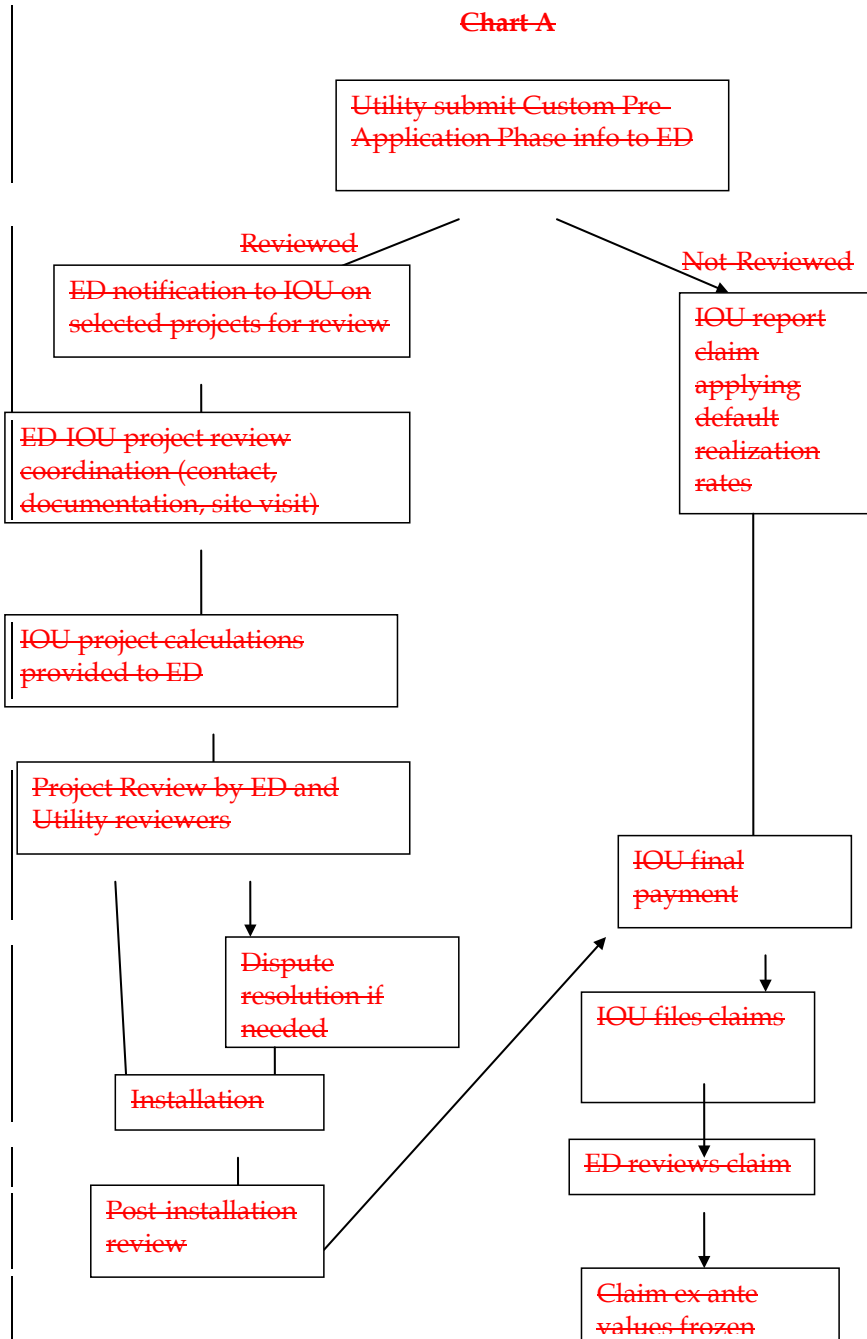 Chart A
Utility submit Custom Pre-
Application Phase info to ED
Reviewed
Not Reviewed
ED notification to IOU on
selected projects for review
IOU report
claim
applying
default
realization
rates
ED-IOU project review
coordination (contact,
documentation, site visit)
IOU project calculations
provided to ED
Project Review by ED and
Utility reviewers
IOU final
payment
Dispute
resolution if
needed
IOU files claims
Installation
ED reviews claim
Post-installation
review
Claim ex ante
values frozen